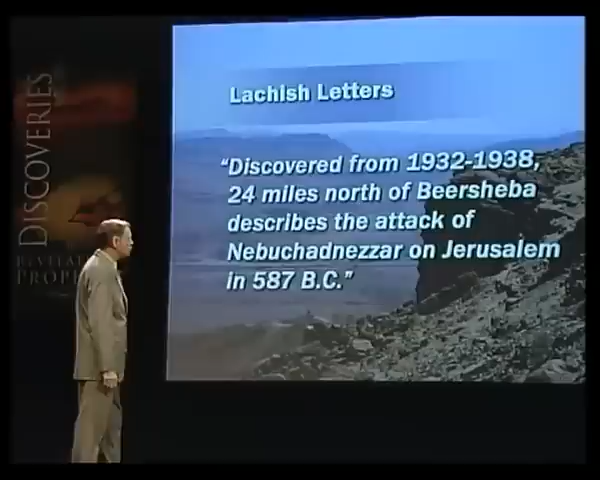 DISCOVERIES
Lachish Letters
“Discovered from 1932-1938,
24 miles north of Beersheba
describes the attack of
Nebuchadnezzar on Jerusalem
in 587 B.C.”